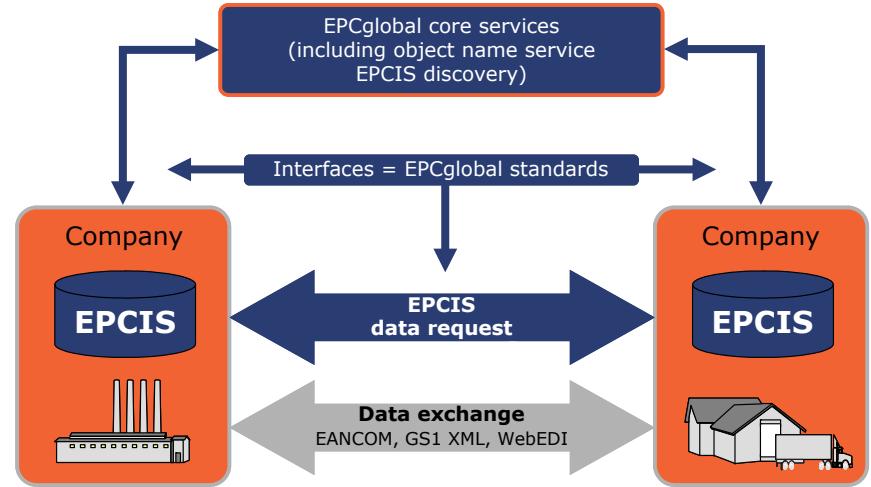 EPCglobal core services
(including object name service
EPCIS discovery)
Interfaces = EPCglobal standards
Company
EPCIS
Company
EPCIS
EPCIS
data request
Data exchange
EANCOM, GS1 XML, WebEDI